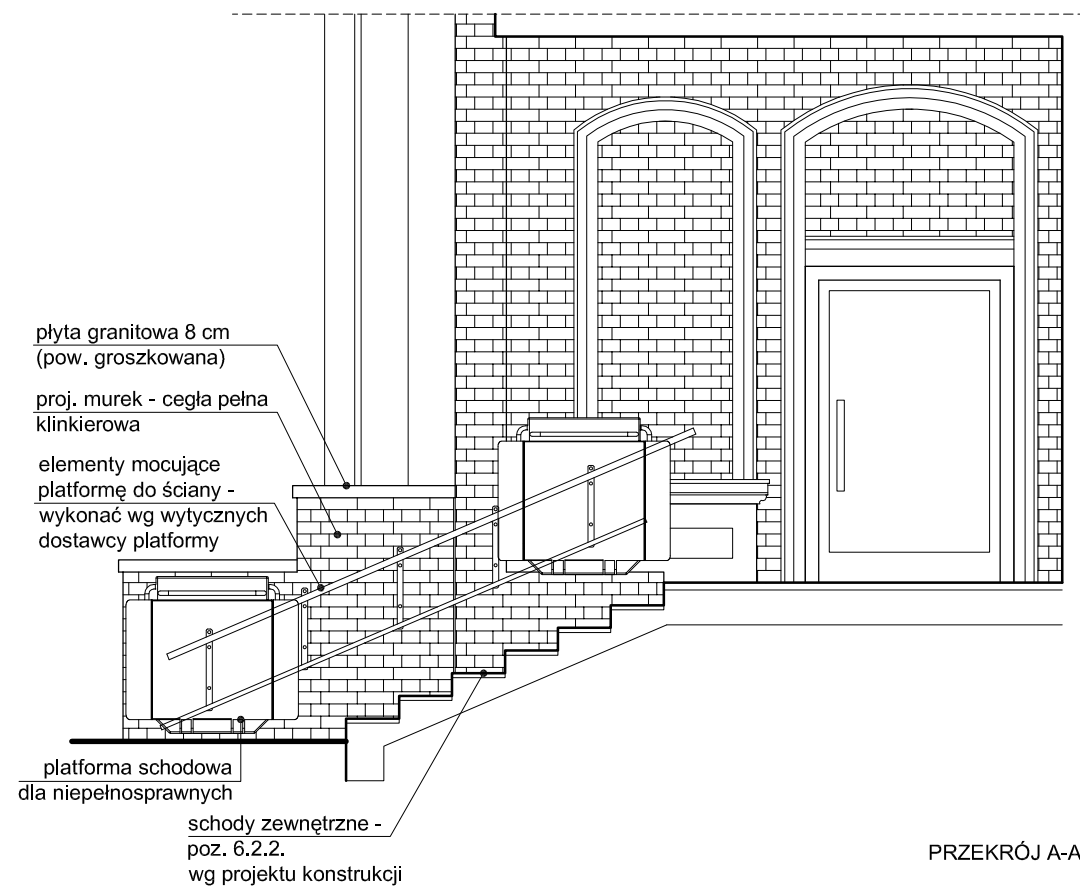 płyta granitowa 8 cm
(pow. groszkowana)
proj. murek - cegła pełna
klinkierowa
elementy mocujące
platformę do ściany -
wykonać wg wytycznych
dostawcy platformy
platforma schodowa
dla niepełnosprawnych
schody zewnętrzne -
poz. 6.2.2.
wg projektu konstrukcji
PRZEKRÓJ A-A